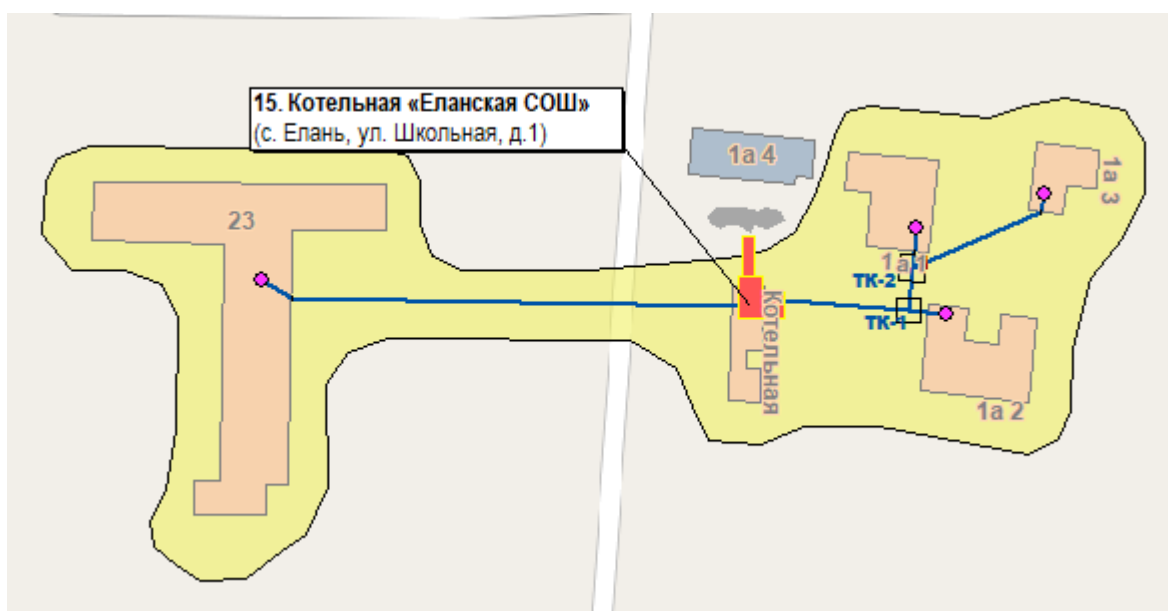 15. Котельная «Еланская СОШ»
(с. Елань, ул. Школьная, д.1)
1а 4
1а 3
23
1а 1
ТК-2
Котельная
ТК-1
1а 2